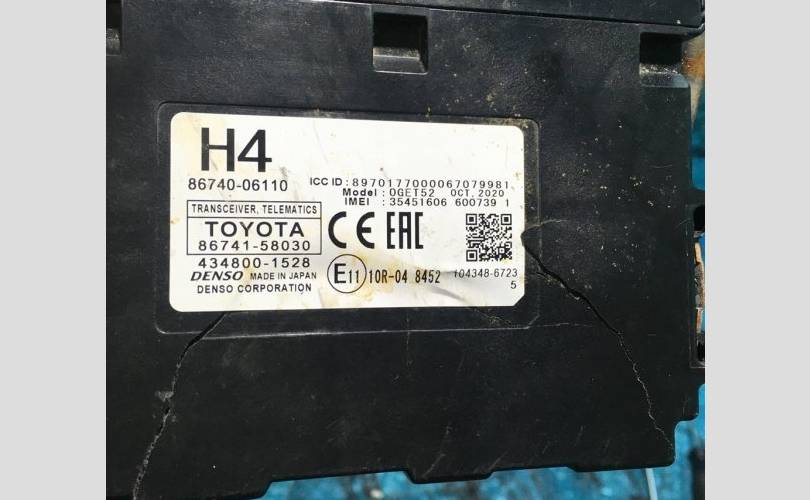 H4
86740-06110
ICC ID : 8970177000067079981
Model : OGET52 OCT, 2020
IMEI : 35451606 600739 1
TRANSCEIVER, TELEMATICS
TOYOTA
86741-58030
434800-1528
DENSO MADE IN JAPAN
DENSO CORPORATION
CE EAC
E11 10R-04 8452
104348-6723
5